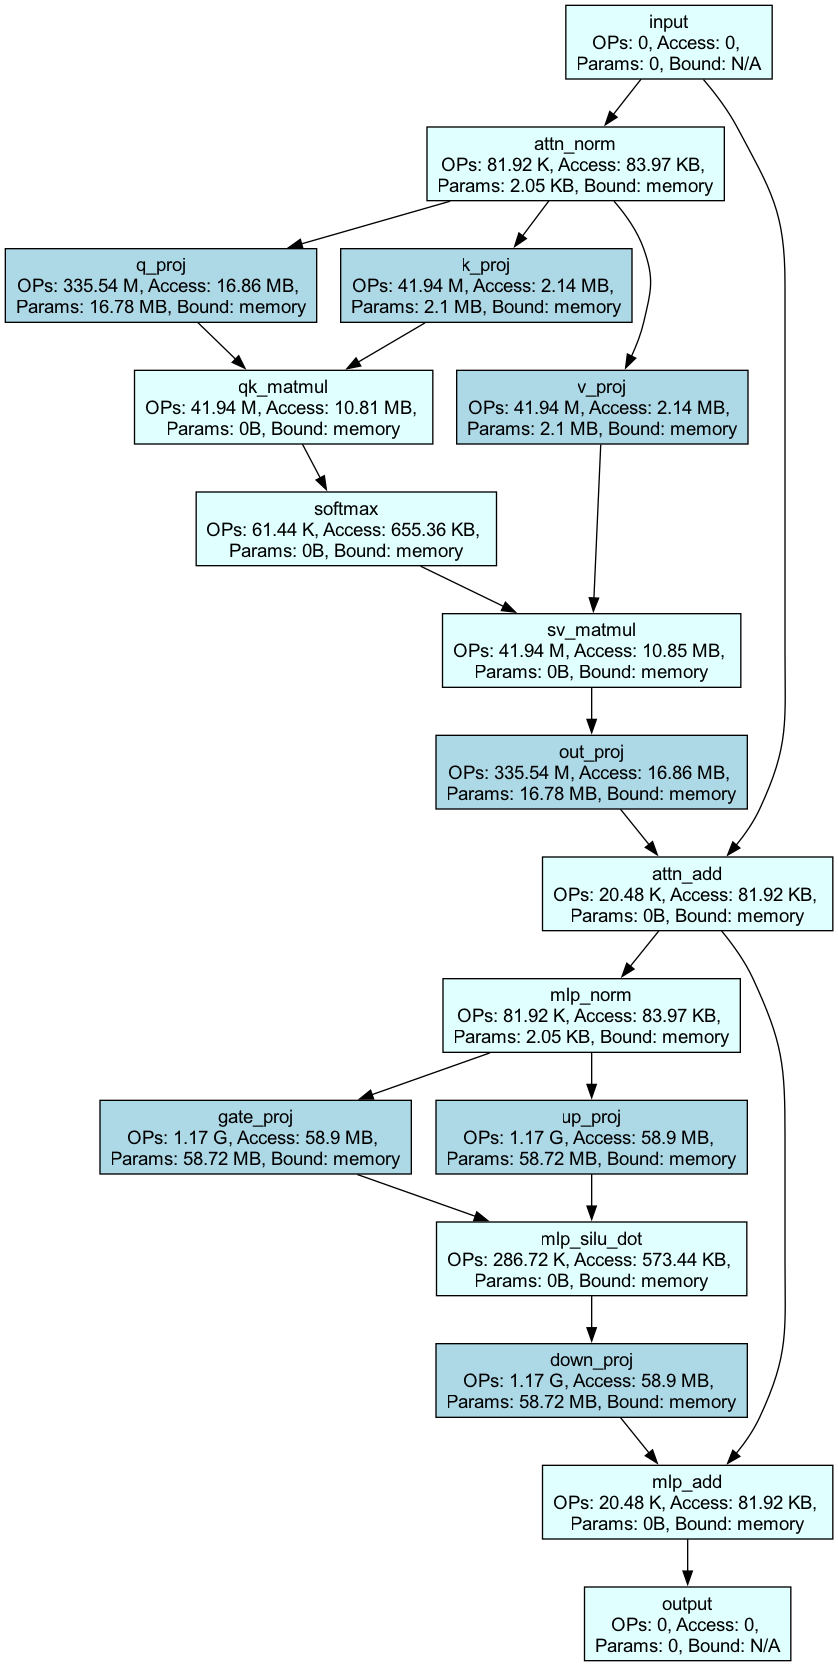 input
OPs: 0, Access: 0,
Params: 0, Bound: N/A
attn_norm
OPs: 81.92 K, Access: 83.97 KB,
Params: 2.05 KB, Bound: memory
q_proj
OPs: 335.54 M, Access: 16.86 MB,
Params: 16.78 MB, Bound: memory
k_proj
OPs: 41.94 M, Access: 2.14 MB,
Params: 2.1 MB, Bound: memory
qk_matmul
OPs: 41.94 M, Access: 10.81 MB,
Params: 0B, Bound: memory
v_proj
OPs: 41.94 M, Access: 2.14 MB,
Params: 2.1 MB, Bound: memory
softmax
OPs: 61.44 K, Access: 655.36 KB,
Params: 0B, Bound: memory
sv_matmul
OPs: 41.94 M, Access: 10.85 MB,
Params: 0B, Bound: memory
out_proj
OPs: 335.54 M, Access: 16.86 MB,
Params: 16.78 MB, Bound: memory
attn_add
OPs: 20.48 K, Access: 81.92 KB,
Params: 0B, Bound: memory
mlp_norm
OPs: 81.92 K, Access: 83.97 KB,
Params: 2.05 KB, Bound: memory
gate_proj
OPs: 1.17 G, Access: 58.9 MB,
Params: 58.72 MB, Bound: memory
up_proj
OPs: 1.17 G, Access: 58.9 MB,
Params: 58.72 MB, Bound: memory
mlp_silu_dot
OPs: 286.72 K, Access: 573.44 KB,
Params: 0B, Bound: memory
down_proj
OPs: 1.17 G, Access: 58.9 MB,
Params: 58.72 MB, Bound: memory
mlp_add
OPs: 20.48 K, Access: 81.92 KB,
Params: 0B, Bound: memory
output
OPs: 0, Access: 0,
Params: 0, Bound: N/A